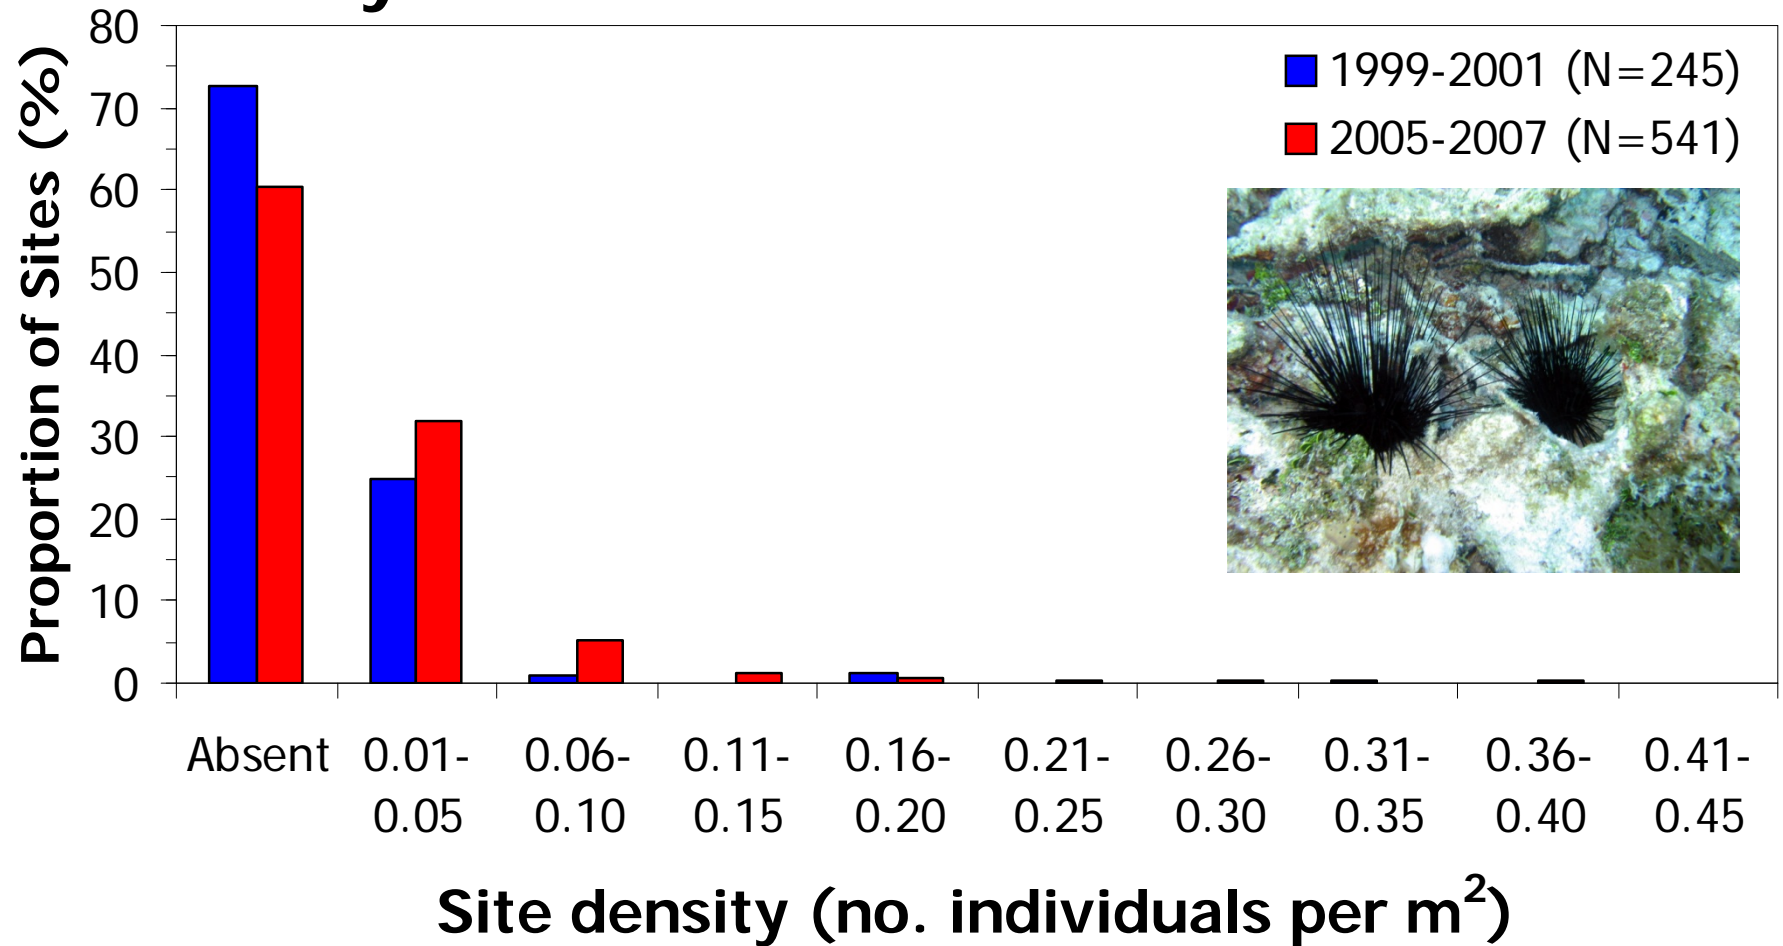 80
70
60
50
40
30
20
10
0
Proportion of Sites (%)
1999-2001 (N=245)
2005-2007 (N=541)
Absent 0.01- 0.06- 0.11- 0.16- 0.21- 0.26- 0.31- 0.36- 0.41-
0.05 0.10 0.15 0.20 0.25 0.30 0.35 0.40 0.45
Site density (no. individuals per m²)